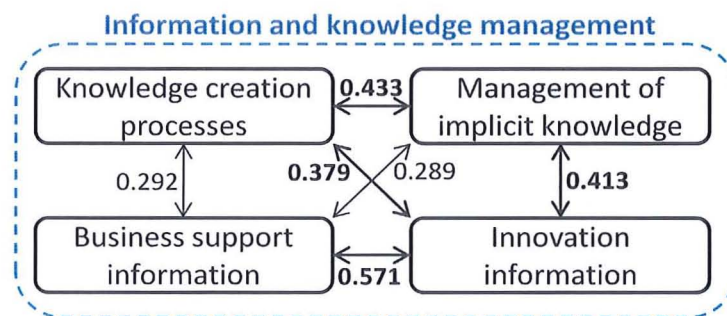 Information and knowledge management
Knowledge creation
processes
0.433
Management of
implicit knowledge
0.292
0.379
0.289
0.413
Business support
information
0.571
Innovation
information